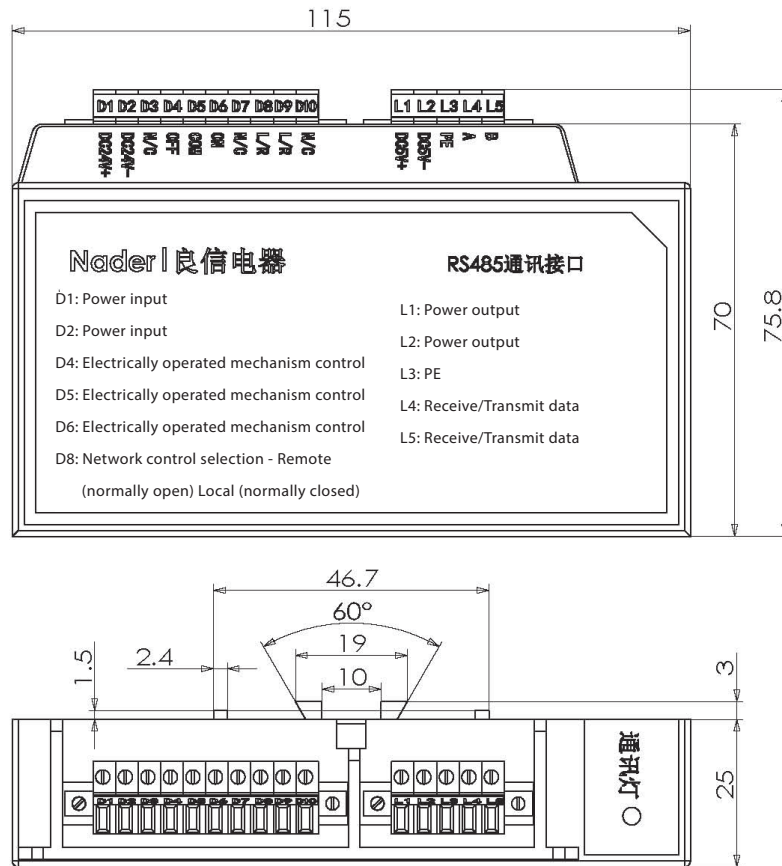 115
D1 D2 D3 D4 D5 D6 D7 D8 D9 D10
L1 L2 L3 L4 L5
DC24V+ DC24V- N/C OFF COM ON N/C L/R L/R N/C
DC5V+ DC5V- PE A B
Nader 良信电器
RS485通讯接口
D1: Power input
D2: Power input
D4: Electrically operated mechanism control
D5: Electrically operated mechanism control
D6: Electrically operated mechanism control
D8: Network control selection - Remote
(normally open) Local (normally closed)
L1: Power output
L2: Power output
L3: PE
L4: Receive/Transmit data
L5: Receive/Transmit data
70
75.8
46.7
60°
19
10
2.4
1.5
3
25
D1 D2 D3 D4 D5 D6 D7 D8 D9 D10
L1 L2 L3 L4 L5
通讯灯